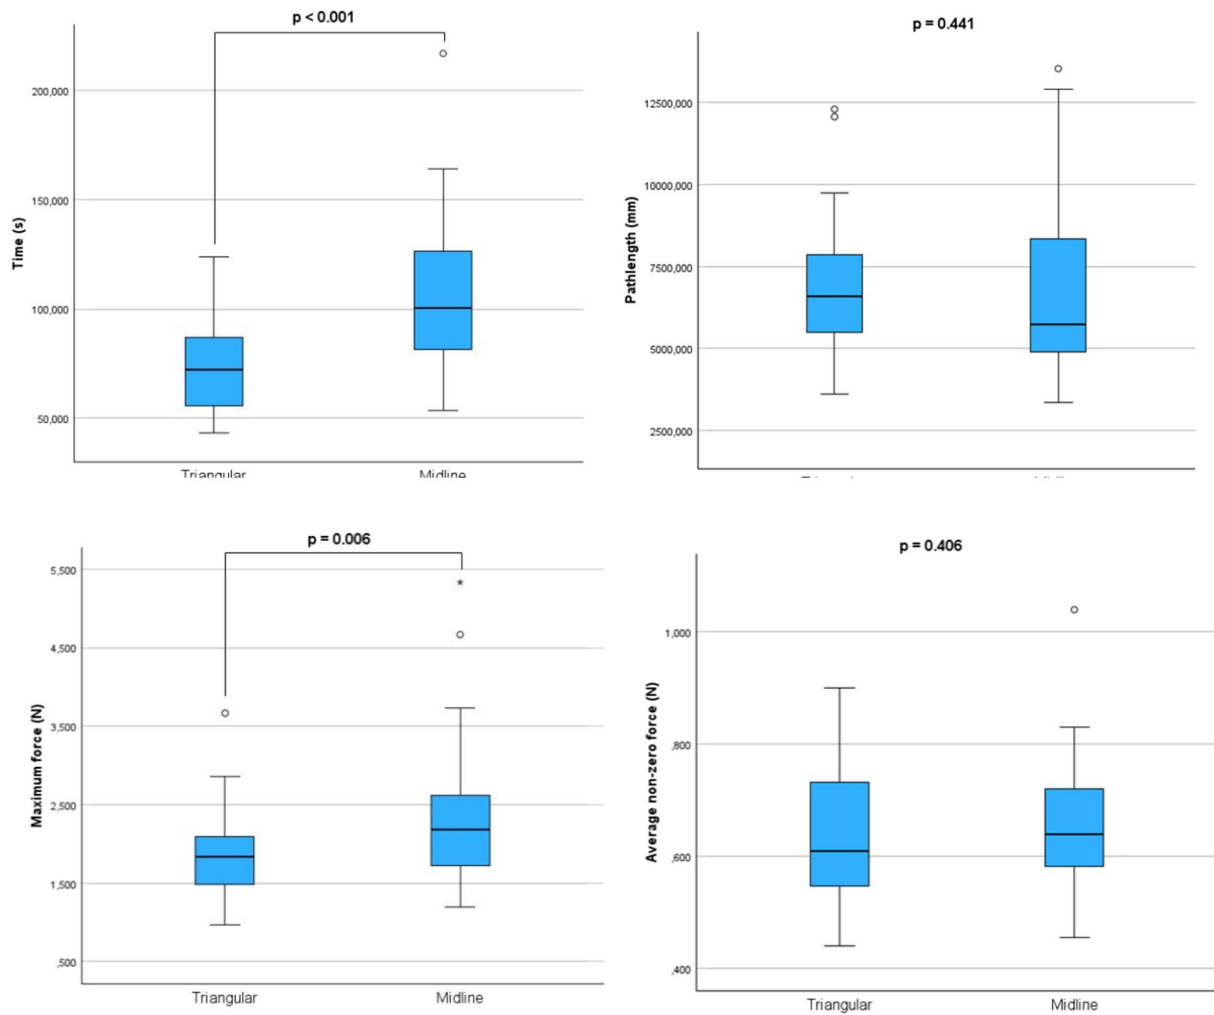 p < 0.001
Time (s)
200,000
150,000
100,000
50,000
Triangular
Midline
p = 0.441
Pathlength (mm)
12500,000
10000,000
7500,000
5000,000
2500,000
p = 0.006
Maximum force (N)
5,500
4,500
3,500
2,500
1,500
,500
Triangular
Midline
p = 0.406
Average non-zero force (N)
1,000
,800
,600
,400
Triangular
Midline